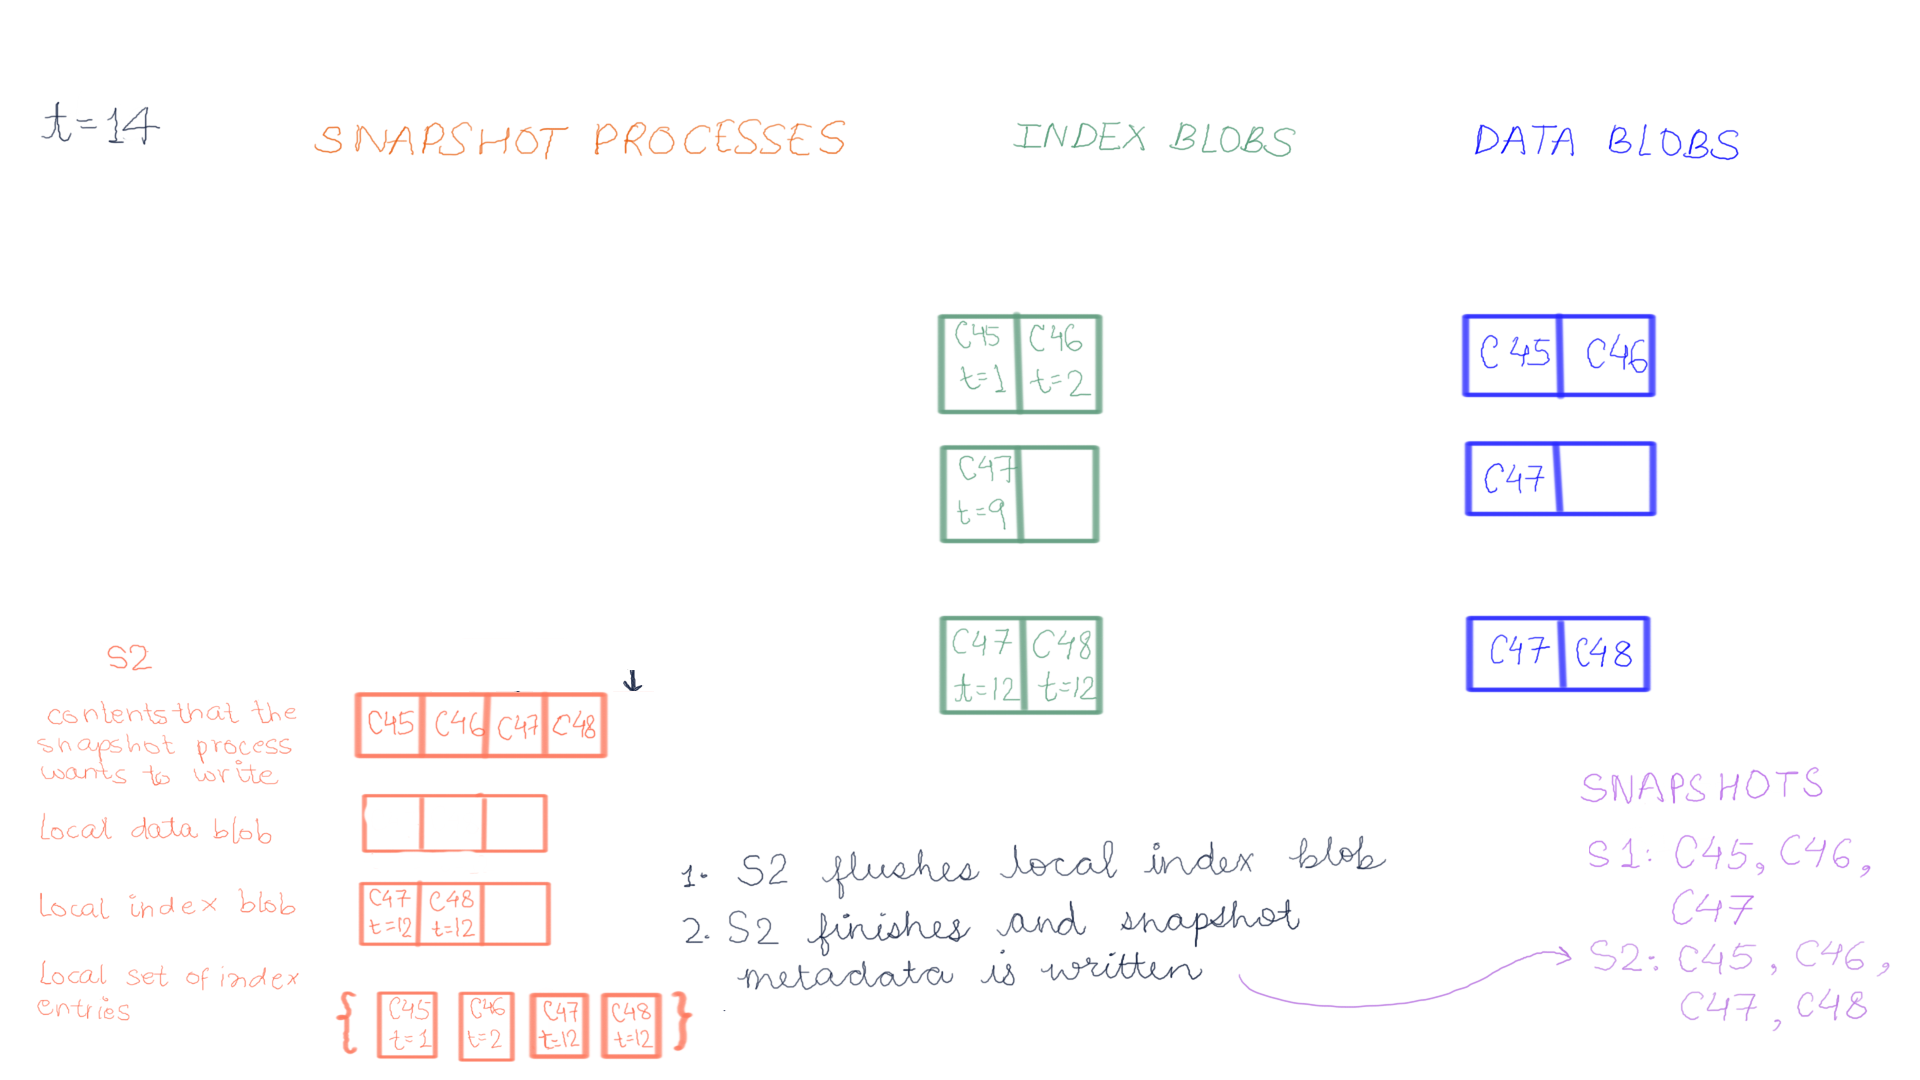 t=14
SNAPSHOT PROCESSES
INDEX BLOBS
DATA BLOBS
C45 C46
t=1 t=2
C45 C46
C47
t=9
C47
C47 C48
t=12 t=12
C47 C48
S2
contents that the
snapshot process
wants to write
C45 C46 C47 C48
Local data blob
Local index blob
C47 C48
t=12 t=12
Local set of index
entries
{ C45 C46 C47 C48 }
t=1 t=2 t=12 t=12
1. S2 flushes local index blob
2. S2 finishes and snapshot
metadata is written
SNAPSHOTS
S1: C45, C46,
C47
S2: C45, C46,
C47, C48